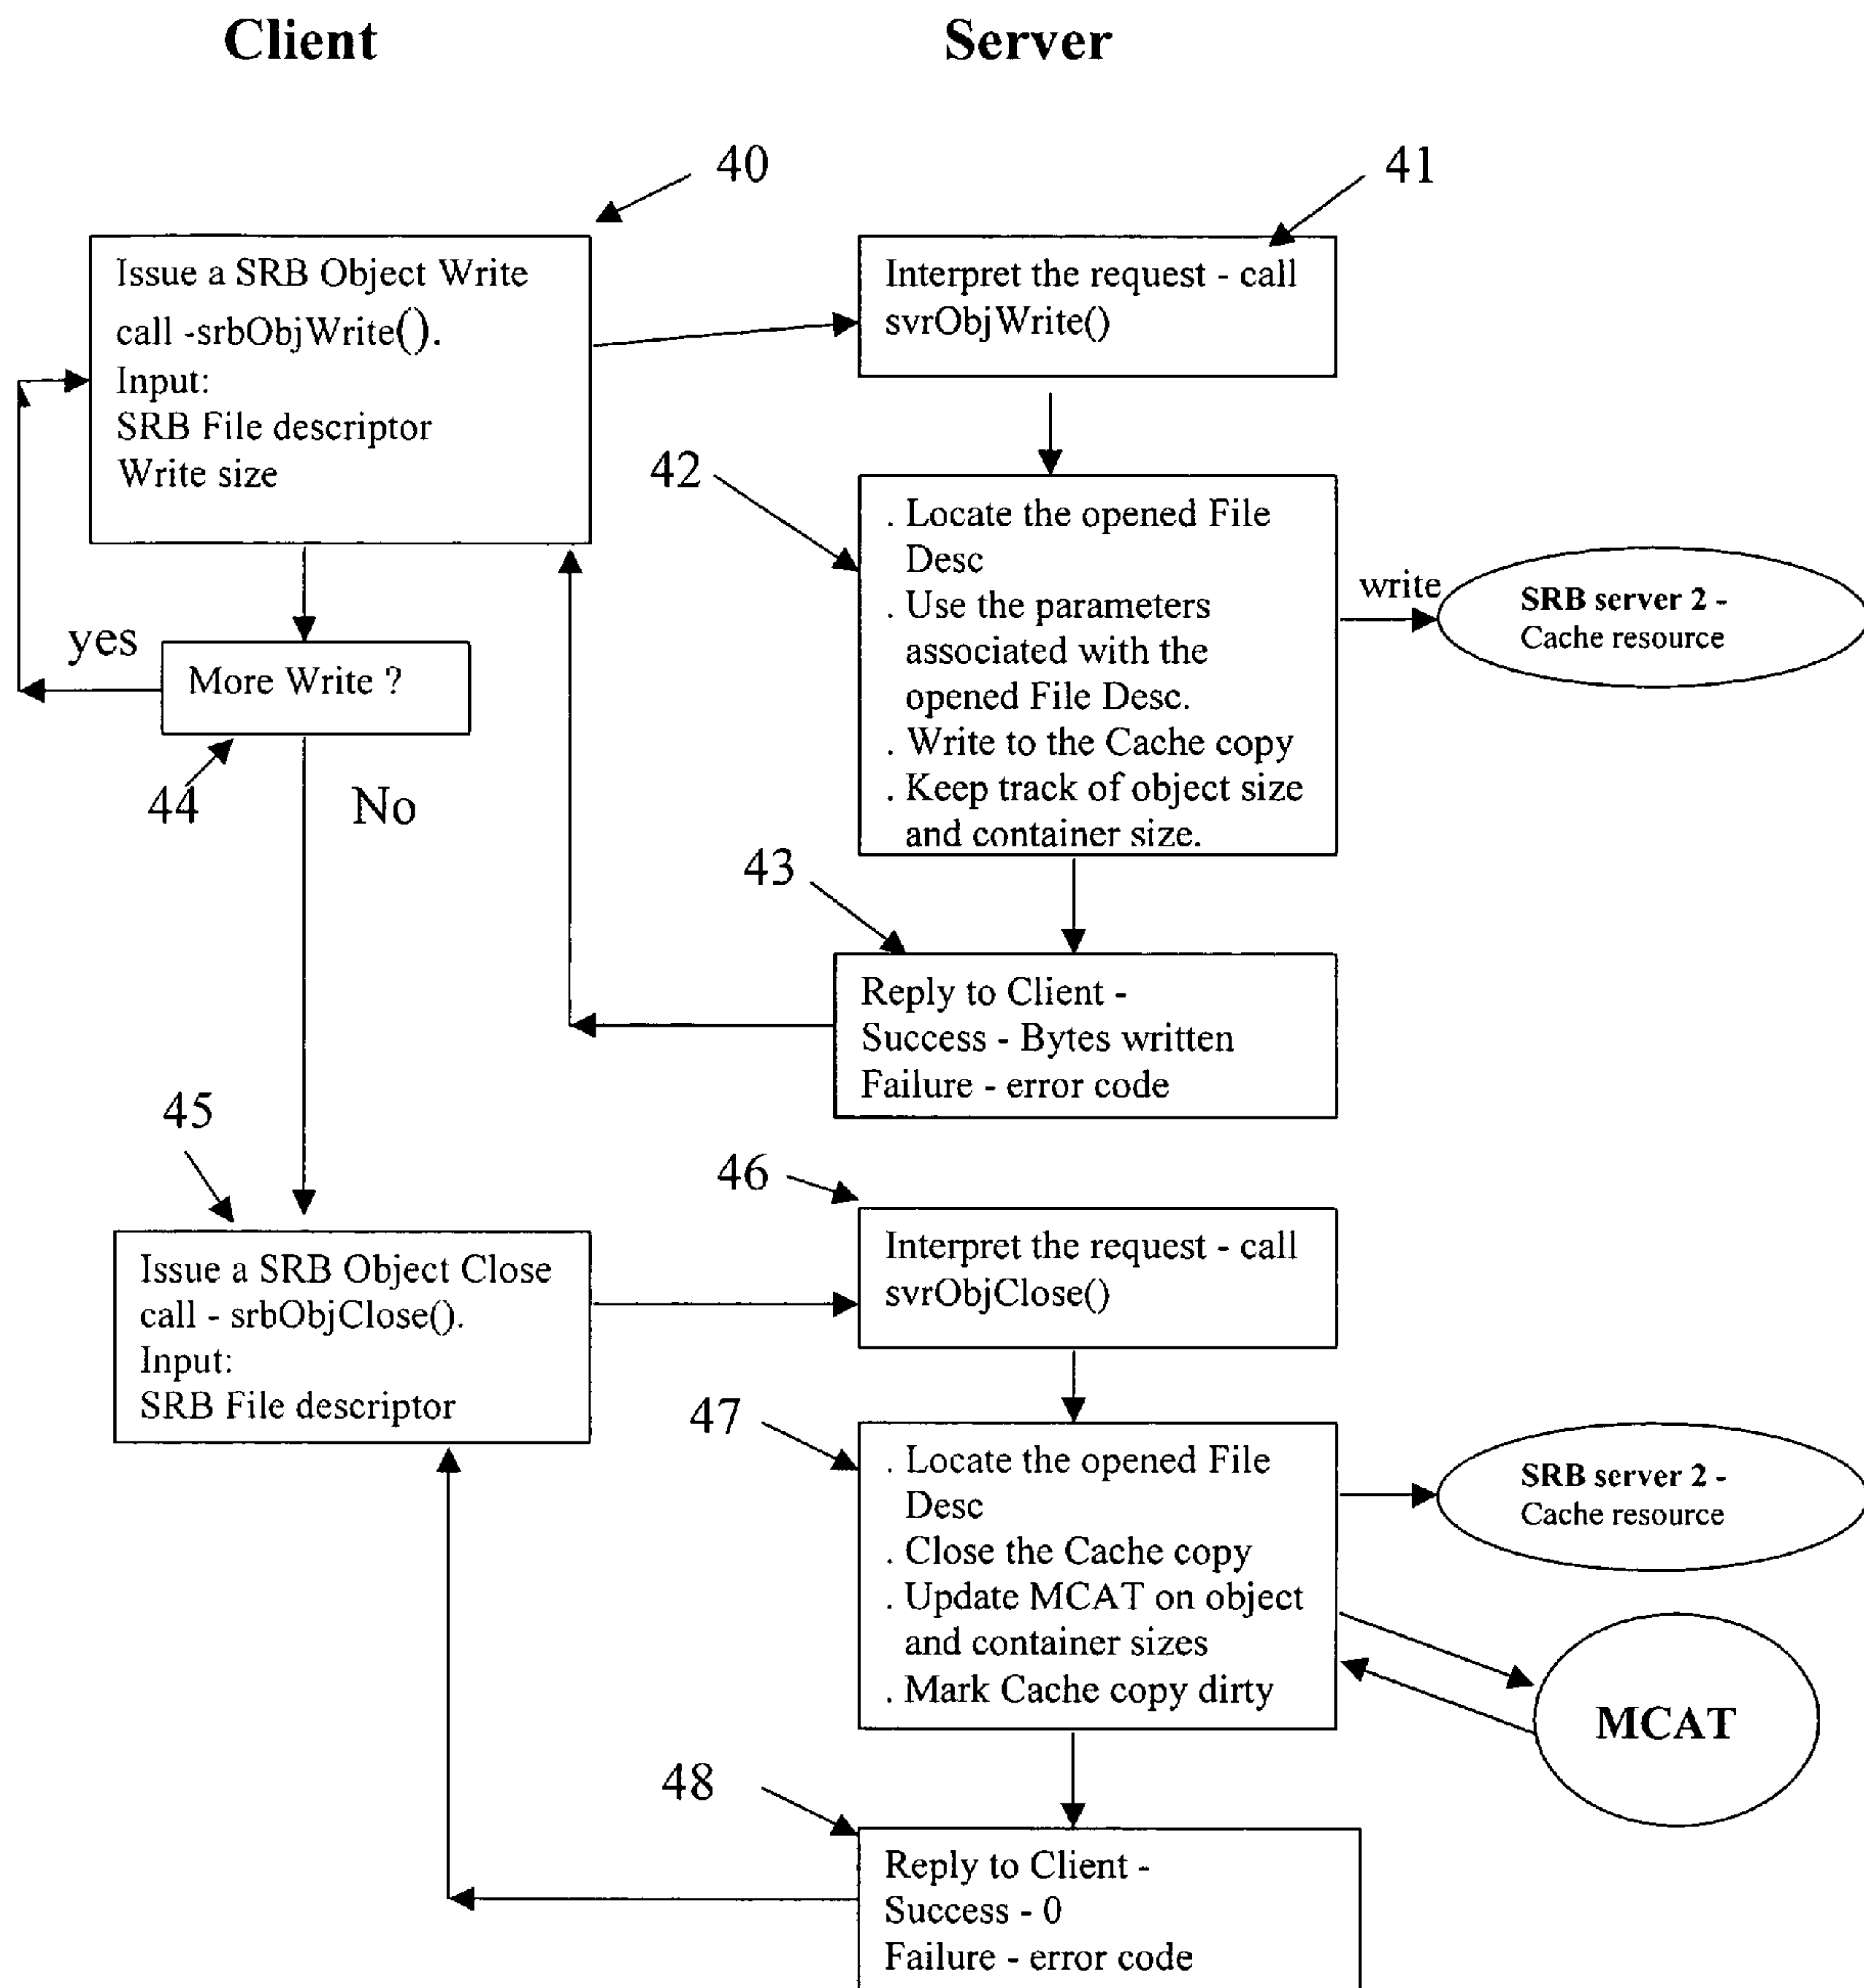 Client
Server
40
41
Issue a SRB Object Write
call -srbObjWrite().
Input:
SRB File descriptor
Write size
Interpret the request - call
svrObjWrite()
42
. Locate the opened File
Desc
. Use the parameters
associated with the
opened File Desc.
. Write to the Cache copy
. Keep track of object size
and container size.
write
SRB server 2 -
Cache resource
yes
More Write ?
44
No
43
Reply to Client -
Success - Bytes written
Failure - error code
45
46
Issue a SRB Object Close
call - srbObjClose().
Input:
SRB File descriptor
Interpret the request - call
svrObjClose()
47
. Locate the opened File
Desc
. Close the Cache copy
. Update MCAT on object
and container sizes
. Mark Cache copy dirty
SRB server 2 -
Cache resource
MCAT
48
Reply to Client -
Success - 0
Failure - error code